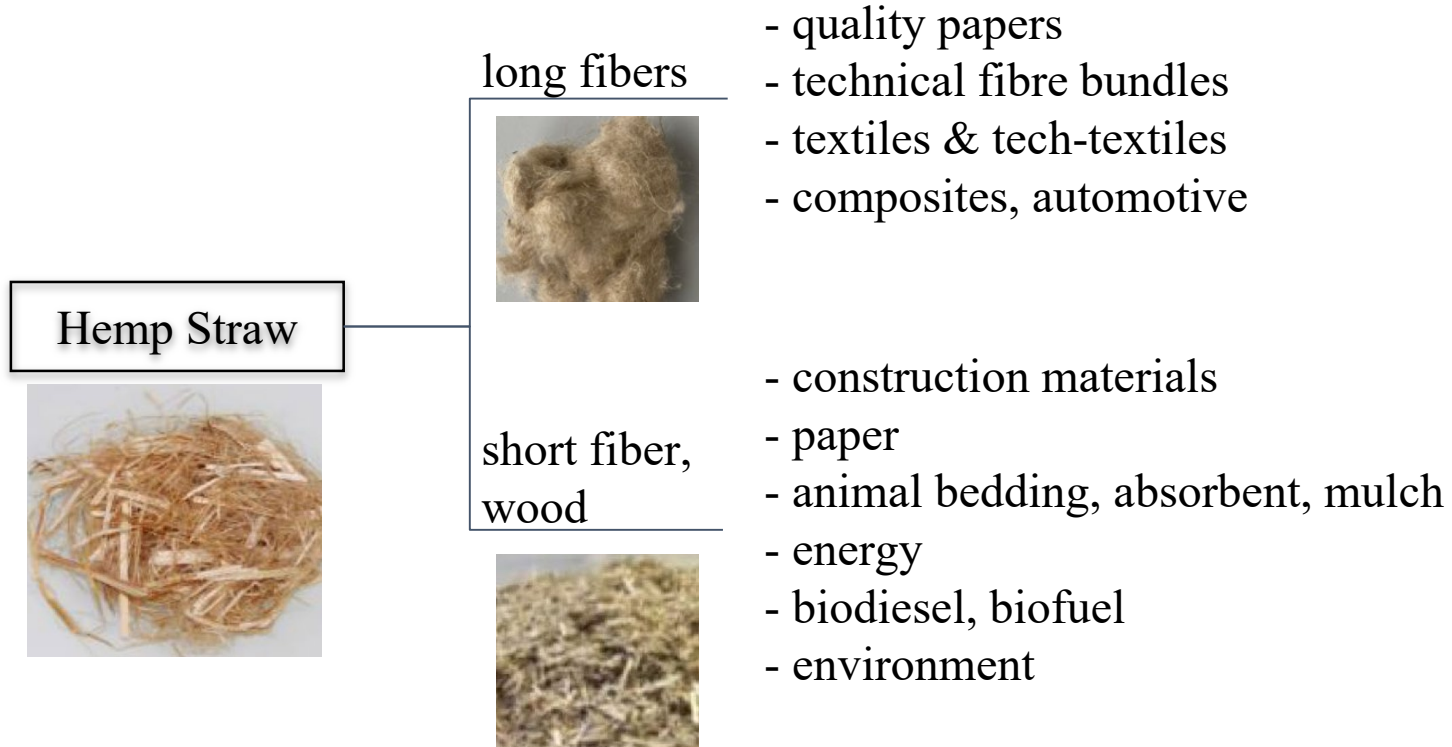 Hemp Straw
long fibers
- quality papers
- technical fibre bundles
- textiles & tech-textiles
- composites, automotive
short fiber,
wood
- construction materials
- paper
- animal bedding, absorbent, mulch
- energy
- biodiesel, biofuel
- environment